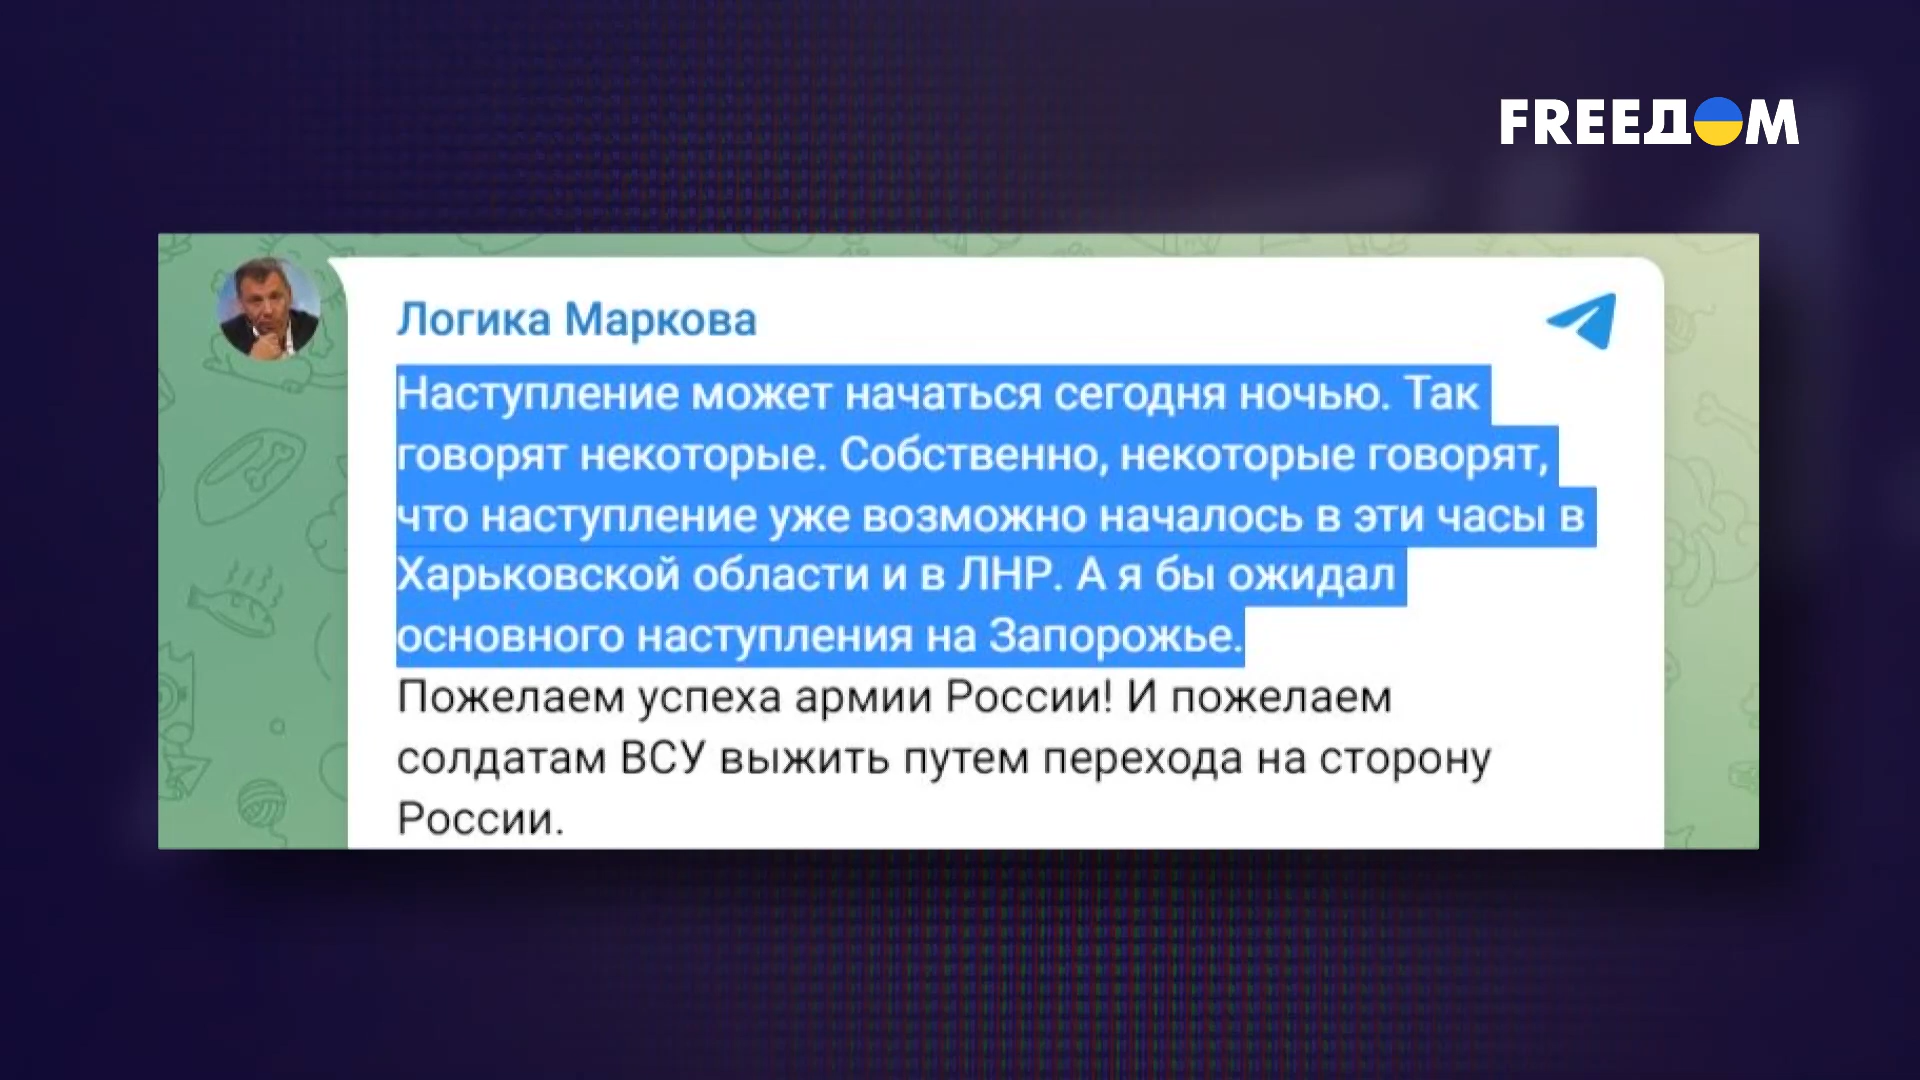 FREEДOM
Логика Маркова
Наступление может начаться сегодня ночью. Так
говорят некоторые. Собственно, некоторые говорят,
что наступление уже возможно началось в эти часы в
Харьковской области и в ЛНР. А я бы ожидал
основного наступления на Запорожье.
Пожелаем успеха армии России! И пожелаем
солдатам ВСУ выжить путем перехода на сторону
России.